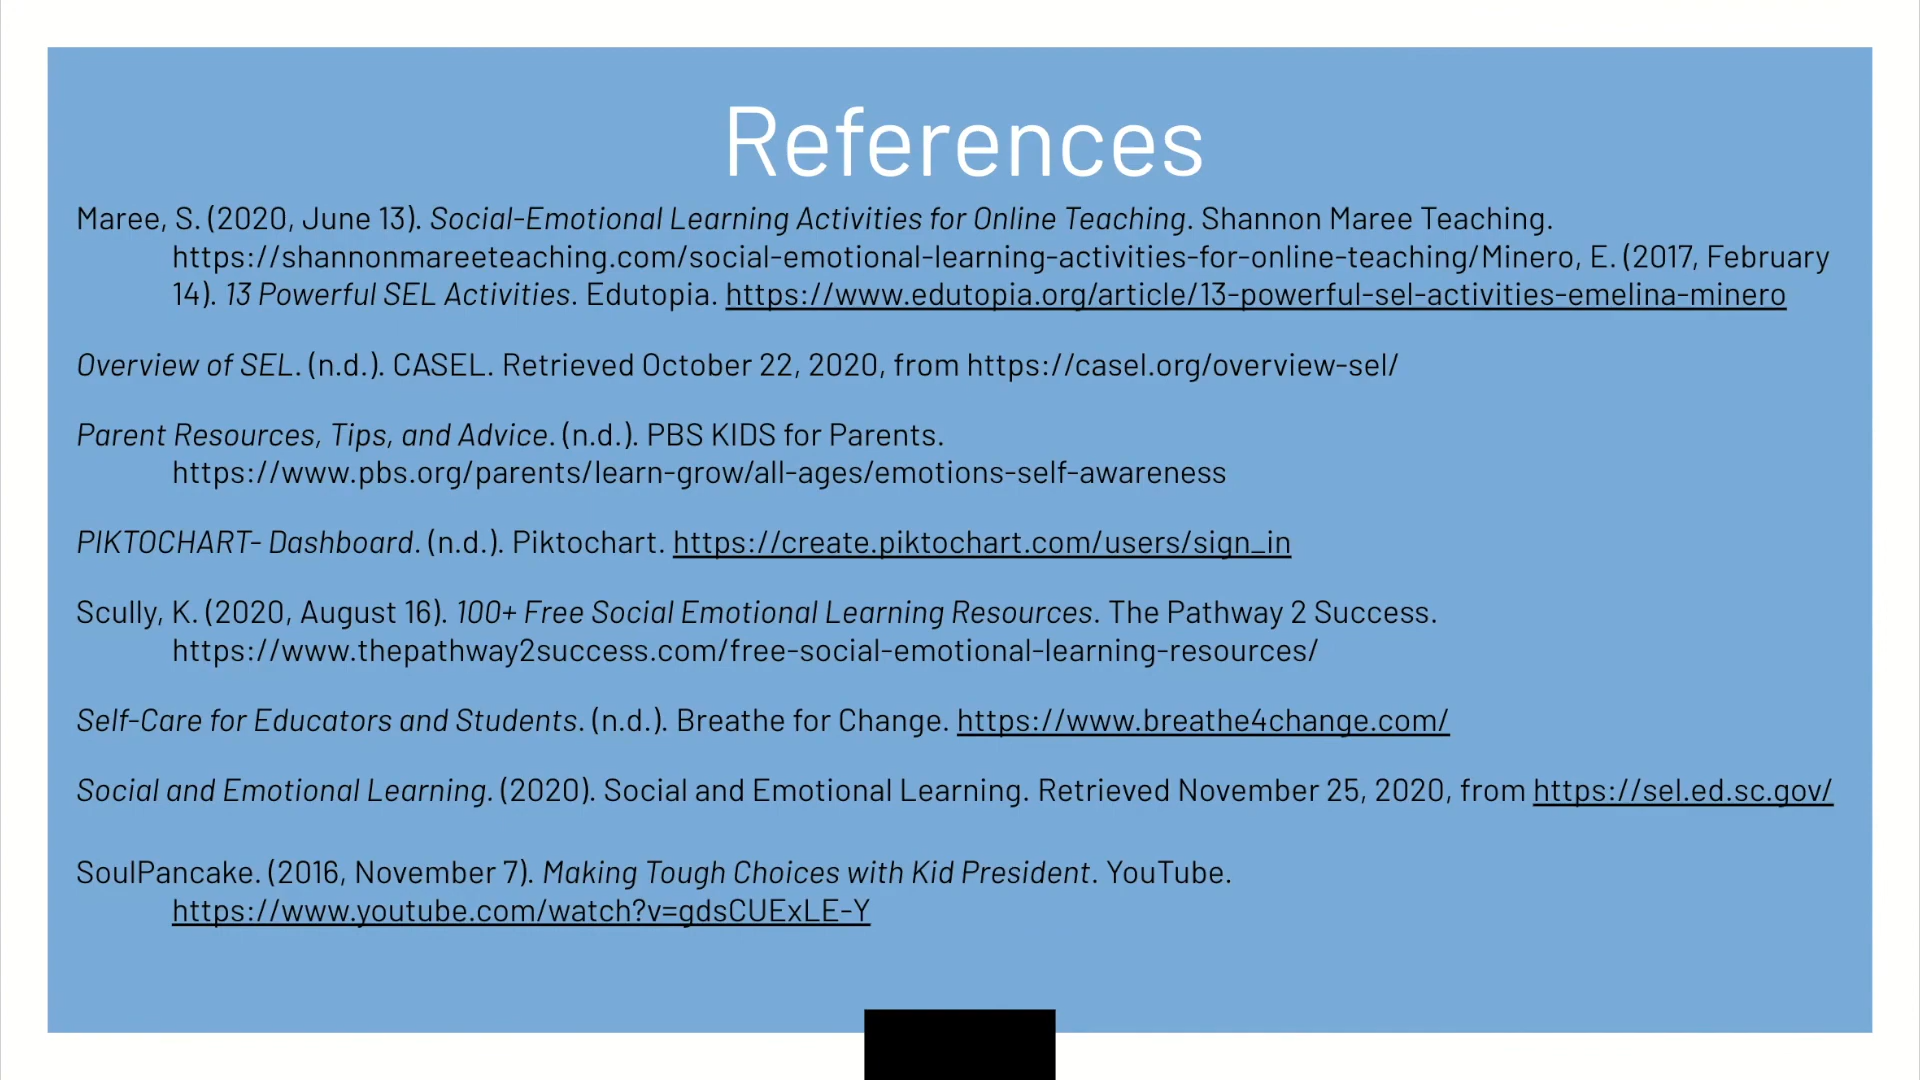 References
Maree, S. (2020, June 13). Social-Emotional Learning Activities for Online Teaching. Shannon Maree Teaching.
https://shannonmareeteaching.com/social-emotional-learning-activities-for-online-teaching/Minero, E. (2017, February
14). 13 Powerful SEL Activities. Edutopia. https://www.edutopia.org/article/13-powerful-sel-activities-emelina-minero
Overview of SEL. (n.d.). CASEL. Retrieved October 22, 2020, from https://casel.org/overview-sel/
Parent Resources, Tips, and Advice. (n.d.). PBS KIDS for Parents.
https://www.pbs.org/parents/learn-grow/all-ages/emotions-self-awareness
PIKTOCHART- Dashboard. (n.d.). Piktochart. https://create.piktochart.com/users/sign_in
Scully, K. (2020, August 16). 100+ Free Social Emotional Learning Resources. The Pathway 2 Success.
https://www.thepathway2success.com/free-social-emotional-learning-resources/
Self-Care for Educators and Students. (n.d.). Breathe for Change. https://www.breathe4change.com/
Social and Emotional Learning. (2020). Social and Emotional Learning. Retrieved November 25, 2020, from https://sel.ed.sc.gov/
SoulPancake. (2016, November 7). Making Tough Choices with Kid President. YouTube.
https://www.youtube.com/watch?v=gdsCUExLE-Y